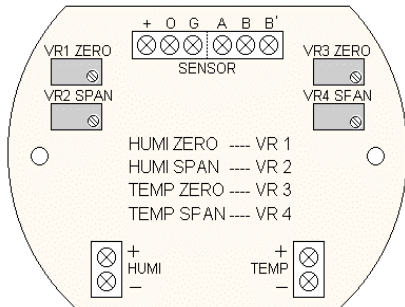 + O G A B B'
VR1 ZERO
VR3 ZERO
SENSOR
VR2 SPAN
VR4 SPAN
HUMI ZERO ---- VR 1
HUMI SPAN ---- VR 2
TEMP ZERO ---- VR 3
TEMP SPAN ---- VR 4
+
HUMI
−
+
TEMP
−